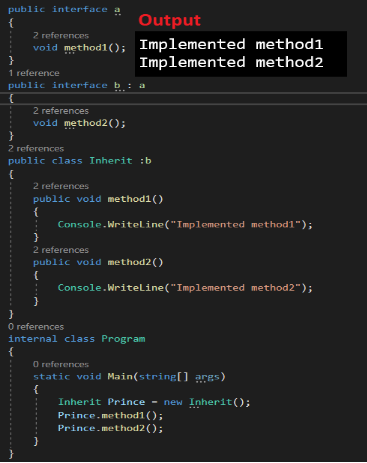 public interface a
{
2 references
void method1();
}
1 reference
public interface b : a
{
2 references
void method2();
}
2 references
public class Inherit :b
{
2 references
public void method1()
{
Console.WriteLine("Implemented method1");
}
2 references
public void method2()
{
Console.WriteLine("Implemented method2");
}
}
0 references
internal class Program
{
0 references
static void Main(string[] args)
{
Inherit Prince = new Inherit();
Prince.method1();
Prince.method2();
}
}
Output
Implemented method1
Implemented method2